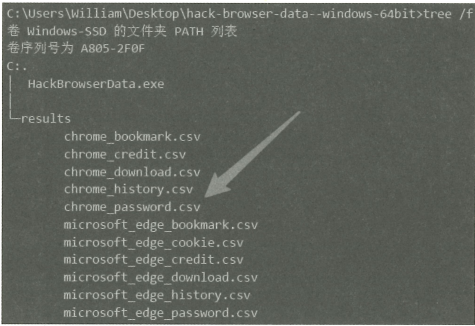 C:\Users\William\Desktop\hack-browser-data--windows-64bit>tree /f
卷 Windows-SSD 的文件夹 PATH 列表
卷序列号为 A805-2F0F
C:.
│  HackBrowserData.exe
│
└─results
        chrome_bookmark.csv
        chrome_credit.csv
        chrome_download.csv
        chrome_history.csv
        chrome_password.csv
        microsoft_edge_bookmark.csv
        microsoft_edge_cookie.csv
        microsoft_edge_credit.csv
        microsoft_edge_download.csv
        microsoft_edge_history.csv
        microsoft_edge_password.csv